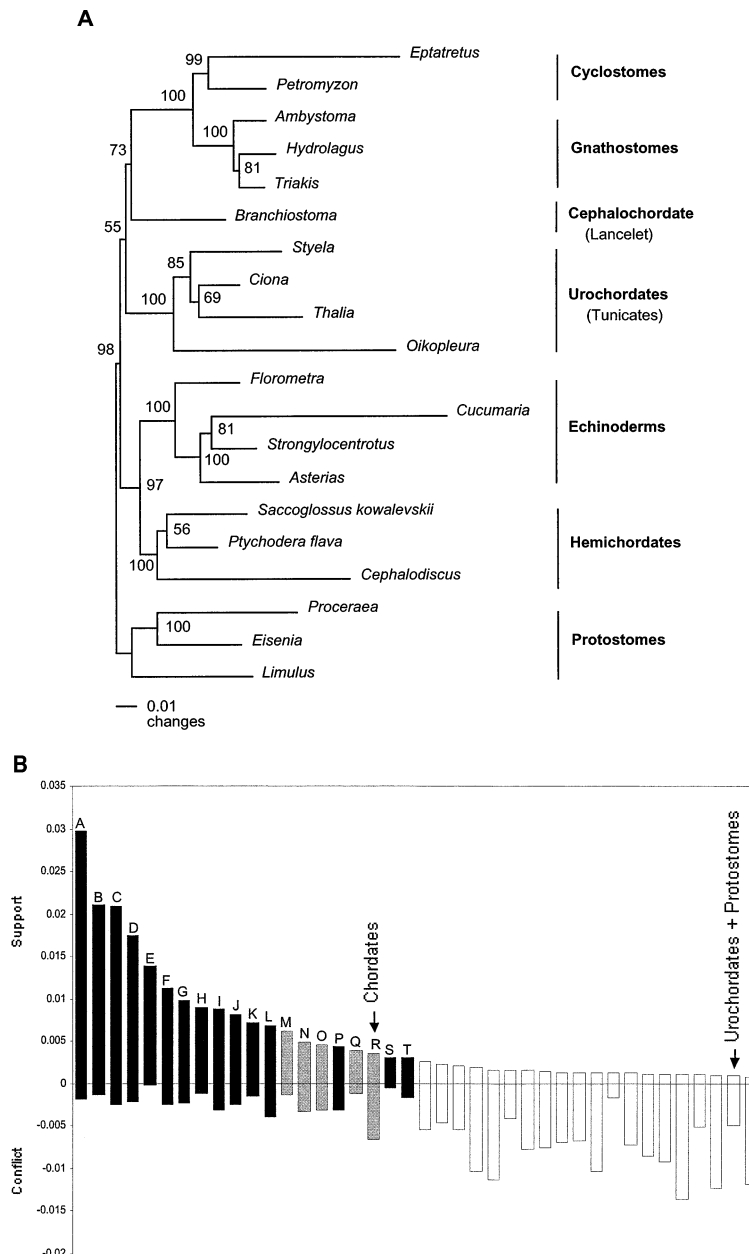 A
Eptatretus
99
Cyclostomes
Petromyzon
100
Ambystoma
100
Hydrolagus
Gnathostomes
73
81
Triakis
Branchiostoma
Cephalochordate
(Lancelet)
55
Styela
85
Ciona
Urochordates
100
69
Thalia
(Tunicates)
Oikopleura
98
Florometra
100
Cucumaria
81
Echinoderms
Strongylocentrotus
100
Asterias
97
Saccoglossus kowalevskii
56
Ptychodera flava
Hemichordates
100
Cephalodiscus
Proceraea
100
Eisenia
Protostomes
Limulus
0.01
changes
B
0.035
0.03
0.025
0.02
0.015
0.01
0.005
0
-0.005
-0.01
-0.015
-0.02
Support
Conflict
A
B
C
D
E
F
G
H
I
J
K
L
M
N
O
P
Q
R
S
T
Chordates
Urochordates + Protostomes